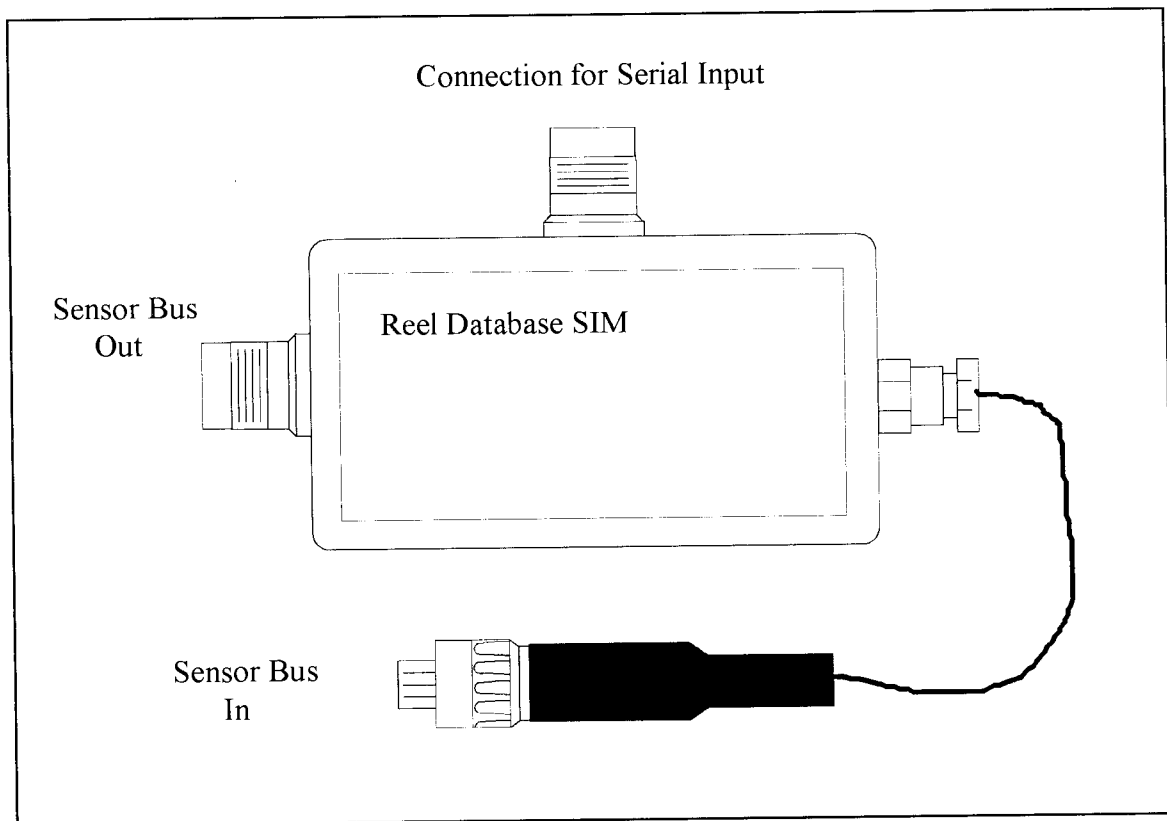 Connection for Serial Input
Sensor Bus
Out
Reel Database SIM
Sensor Bus
In